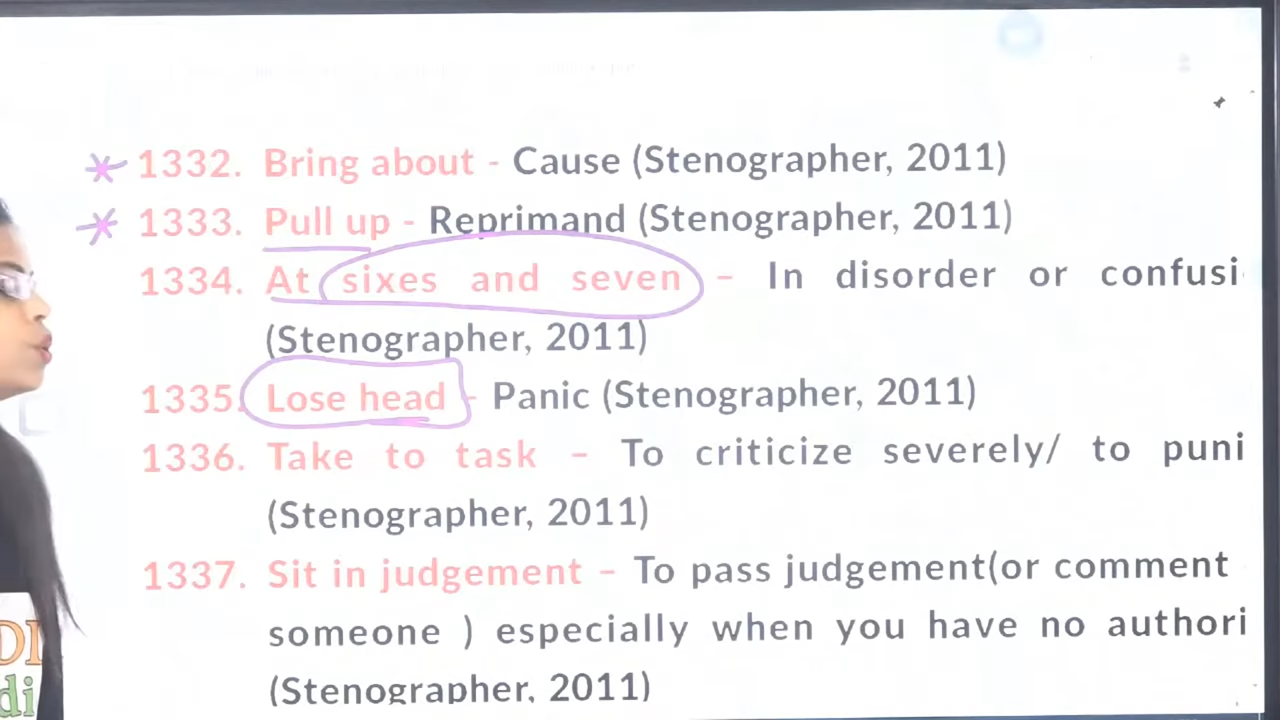 1332. Bring about - Cause (Stenographer, 2011)
1333. Pull up - Reprimand (Stenographer, 2011)
1334. At sixes and seven – In disorder or confusi
(Stenographer, 2011)
1335. Lose head - Panic (Stenographer, 2011)
1336. Take to task – To criticize severely/ to puni
(Stenographer, 2011)
1337. Sit in judgement – To pass judgement(or comment
someone ) especially when you have no authori
(Stenographer, 2011)
DI
di